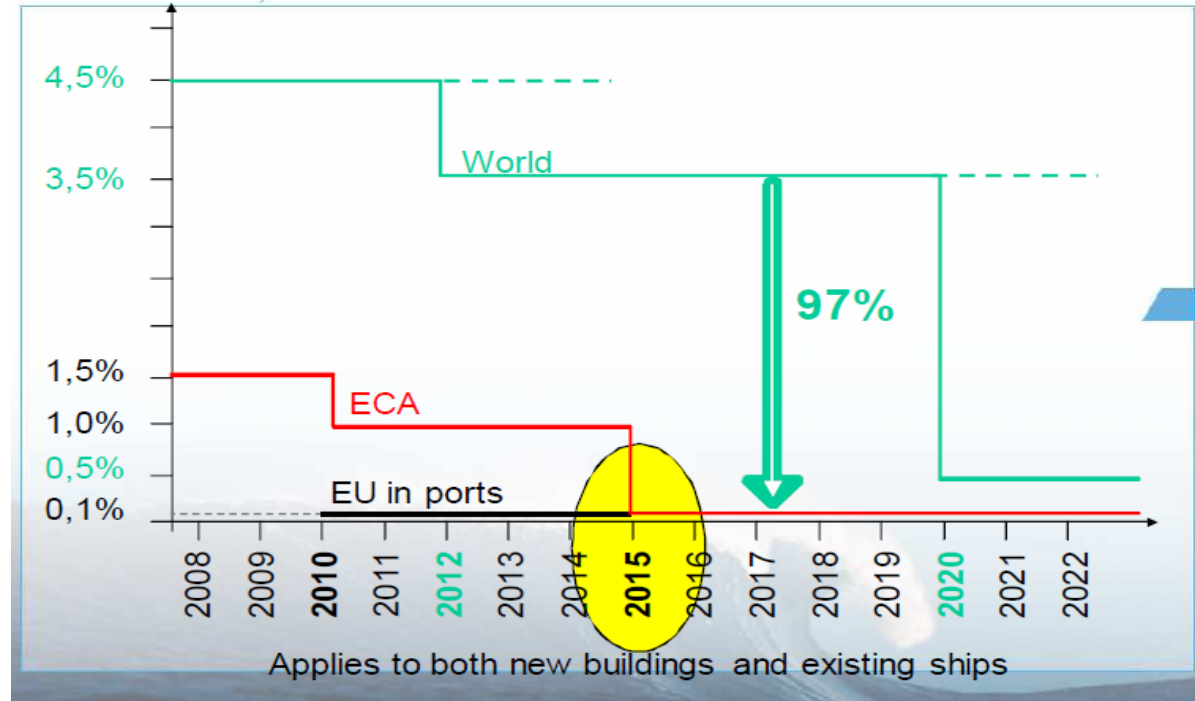 4,5%
World
3,5%
97%
1,5%
ECA
1,0%
0,5%
EU in ports
0,1%
2008 2009 2010 2011 2012 2013 2014 2015 2016 2017 2018 2019 2020 2021 2022
Applies to both new buildings and existing ships